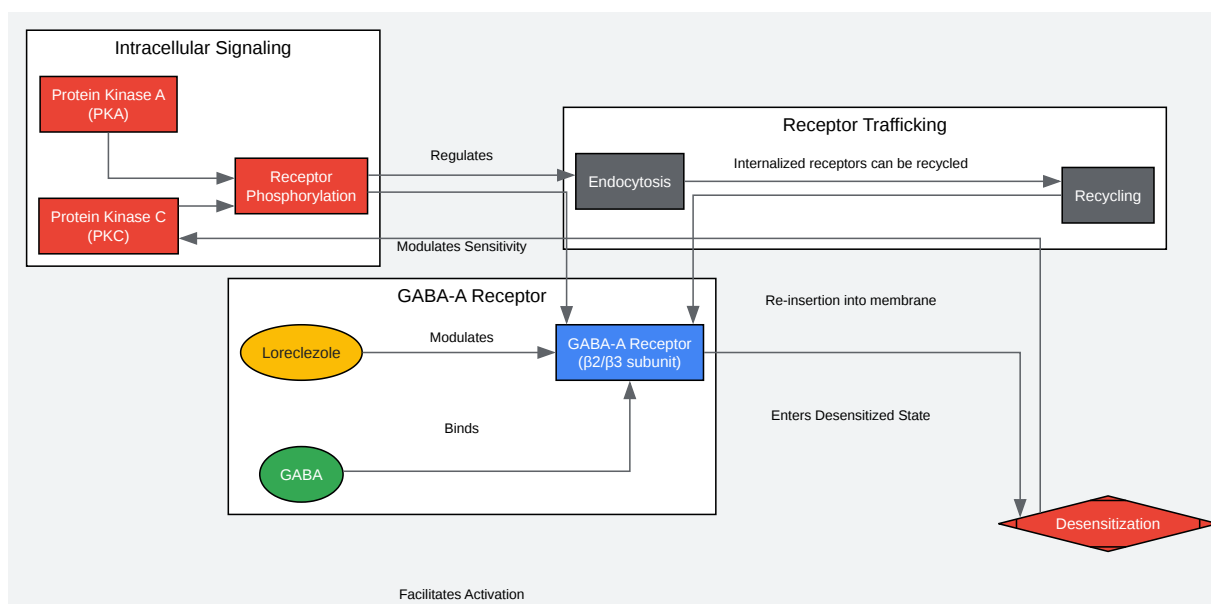 Intracellular Signaling
Protein Kinase A
(PKA)
Receptor
Phosphorylation
Protein Kinase C
(PKC)
Regulates
Modulates Sensitivity
Receptor Trafficking
Endocytosis
Internalized receptors can be recycled
Recycling
GABA-A Receptor
Loreclezole
Modulates
GABA-A Receptor
(β2/β3 subunit)
Binds
GABA
Re-insertion into membrane
Enters Desensitized State
Desensitization
Facilitates Activation